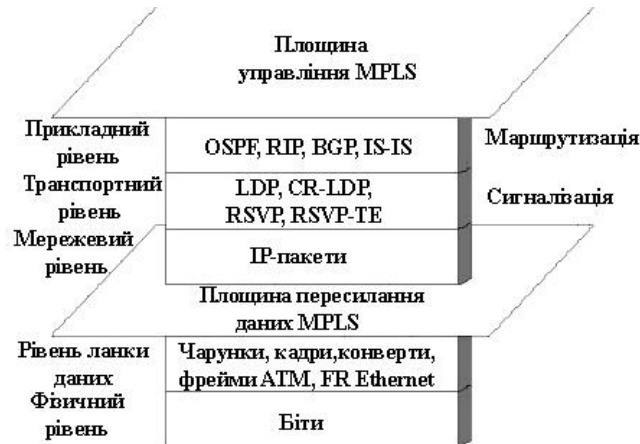 Площина
управління MPLS
Прикладний
рівень
OSPF, RIP, BGP, IS-IS
Маршрутизація
Транспортний
рівень
LDP, CR-LDP,
RSVP, RSVP-TE
Сигналізація
Мережевий
рівень
IP-пакети
Площина пересилання
даних MPLS
Рівень ланки
даних
Чарунки, кадри,конверти,
фрейми ATM, FR Ethernet
Фізичний
рівень
Біти